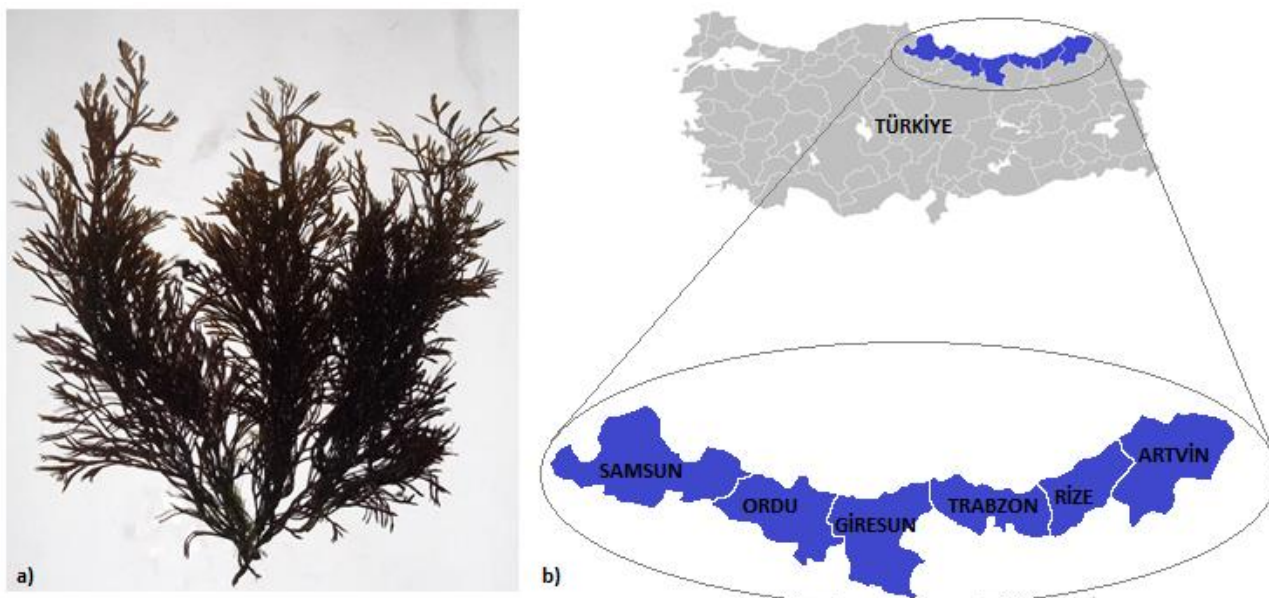 a)
TÜRKİYE
SAMSUN
ORDU
GİRESUN
TRABZON
RİZE
ARTVİN
b)